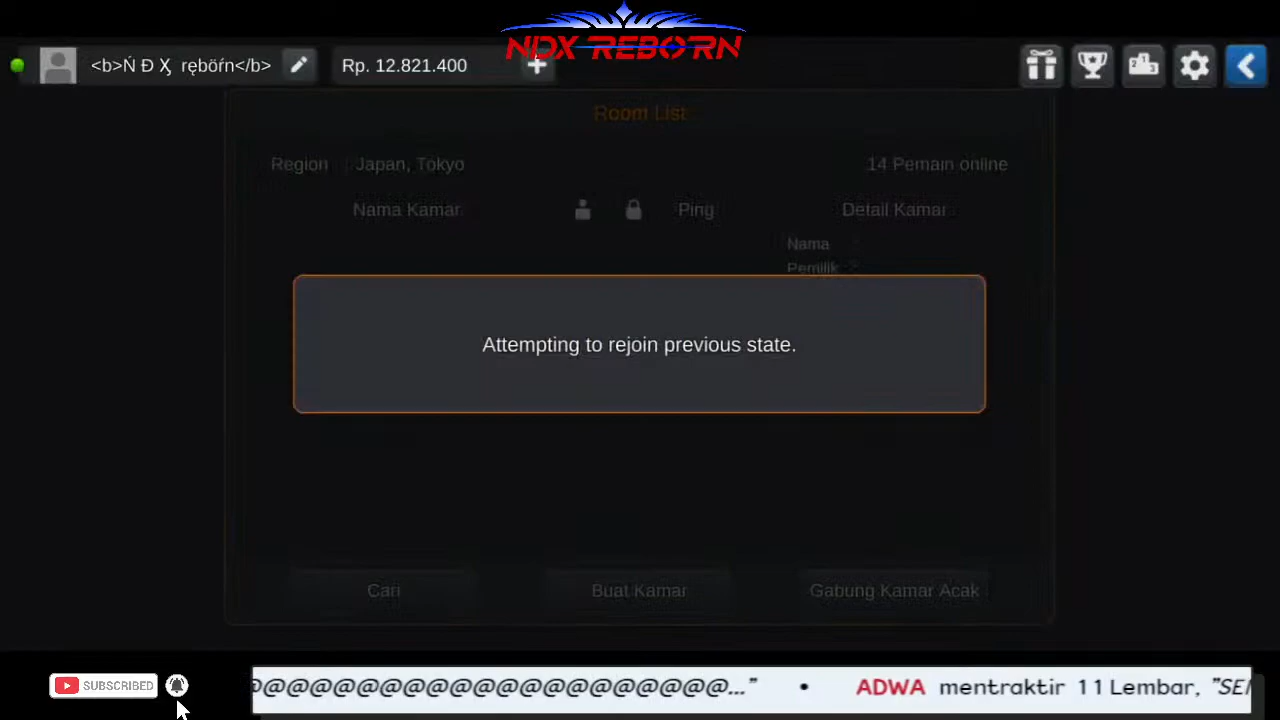 NDX REBORN
<b>Ń Đ Ӽ ręböŕn</b>
Rp. 12.821.400
Room List
Region : Japan, Tokyo
14 Pemain online
Nama Kamar
Ping
Detail Kamar
Nama :
Pemilik :
Attempting to rejoin previous state.
Cari
Buat Kamar
Gabung Kamar Acak
SUBSCRIBED
@@@@@@@@@@@@@@@@@@@@..." • ADWA mentraktir 11 Lembar,